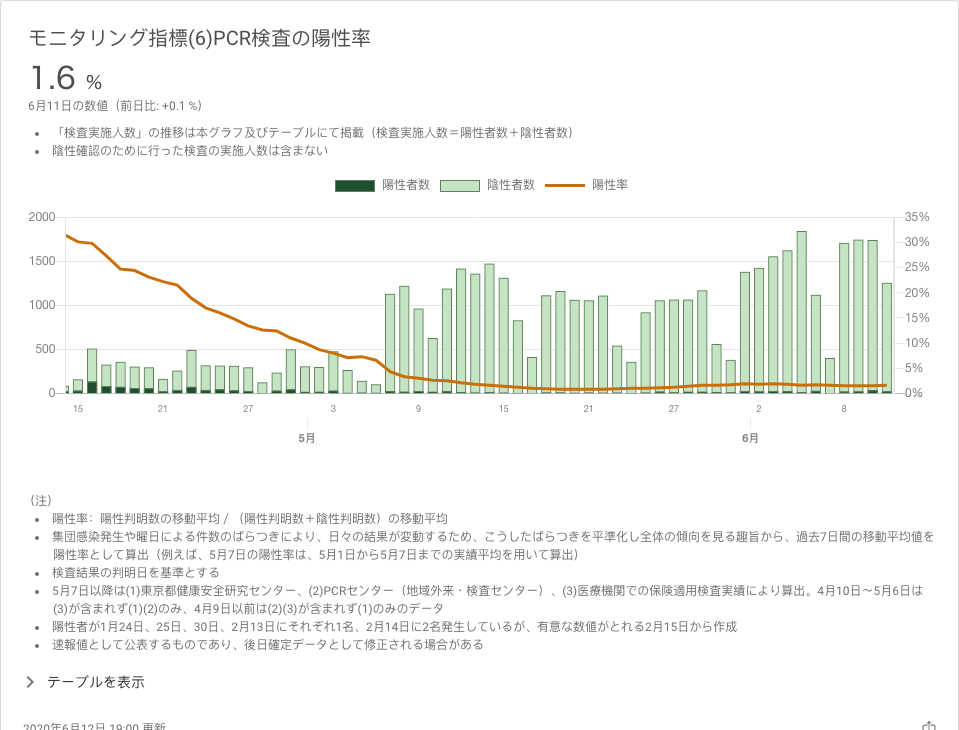 モニタリング指標(6)PCR検査の陽性率
1.6 %
6月11日の数値（前日比: +0.1 %）
• 「検査実施人数」の推移は本グラフ及びテーブルにて掲載（検査実施人数＝陽性者数＋陰性者数）
• 陰性確認のために行った検査の実施人数は含まない
陽性者数 陰性者数 陽性率
2000 35%
30%
1500 25%
20%
1000 15%
10%
500 5%
0 0%
15 21 27 3 9 15 21 27 2 8
5月 6月
（注）
• 陽性率：陽性判明数の移動平均 / （陽性判明数＋陰性判明数）の移動平均
• 集団感染発生や曜日による件数のばらつきにより、日々の結果が変動するため、こうしたばらつきを平準化し全体の傾向を見る趣旨から、過去7日間の移動平均値を
陽性率として算出（例えば、5月7日の陽性率は、5月1日から5月7日までの実績平均を用いて算出）
• 検査結果の判明日を基準とする
• 5月7日以降は(1)東京都健康安全研究センター、(2)PCRセンター（地域外来・検査センター）、(3)医療機関での保険適用検査実績により算出。4月10日～5月6日は
(3)が含まれず(1)(2)のみ、4月9日以前は(2)(3)が含まれず(1)のみのデータ
• 陽性者が1月24日、25日、30日、2月13日にそれぞれ1名、2月14日に2名発生しているが、有意な数値がとれる2月15日から作成
• 速報値として公表するものであり、後日確定データとして修正される場合がある
テーブルを表示
2020年6月12日 19:00 更新